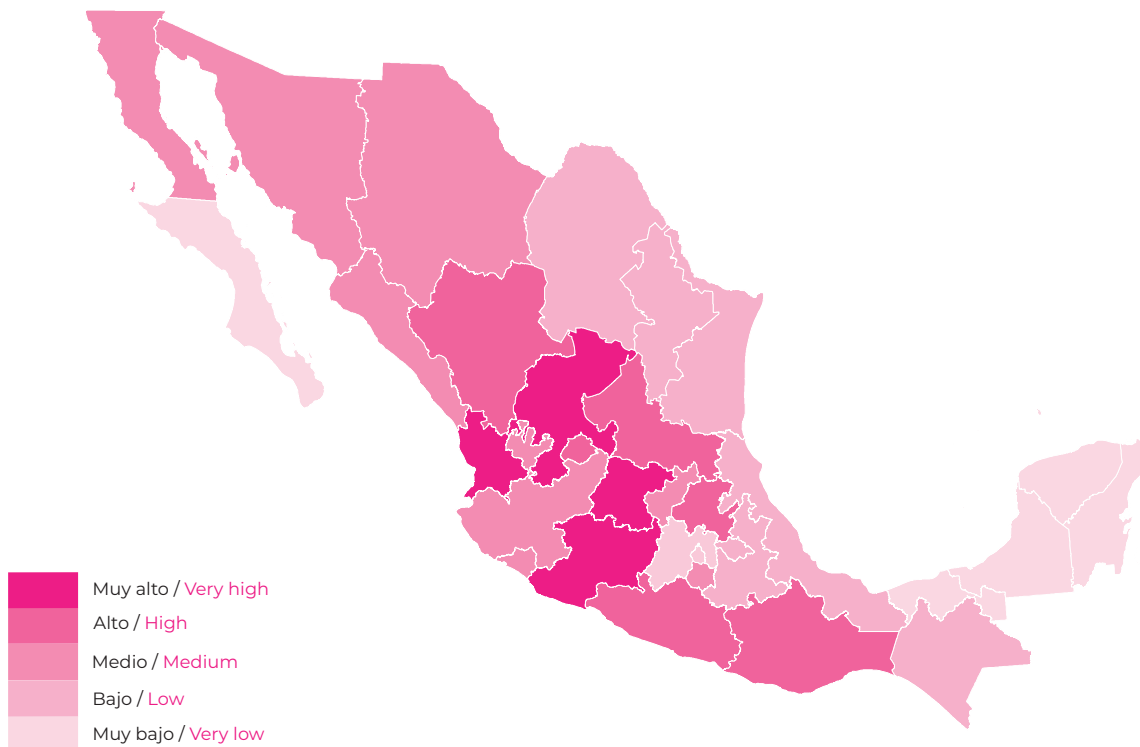 Muy alto / Very high
Alto / High
Medio / Medium
Bajo / Low
Muy bajo / Very low